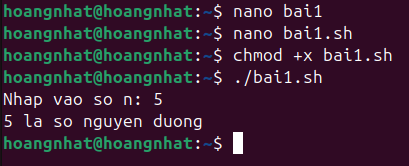 hoangnhat@hoangnhat:~$ nano bai1
hoangnhat@hoangnhat:~$ nano bai1.sh
hoangnhat@hoangnhat:~$ chmod +x bai1.sh
hoangnhat@hoangnhat:~$ ./bai1.sh
Nhap vao so n: 5
5 la so nguyen duong
hoangnhat@hoangnhat:~$